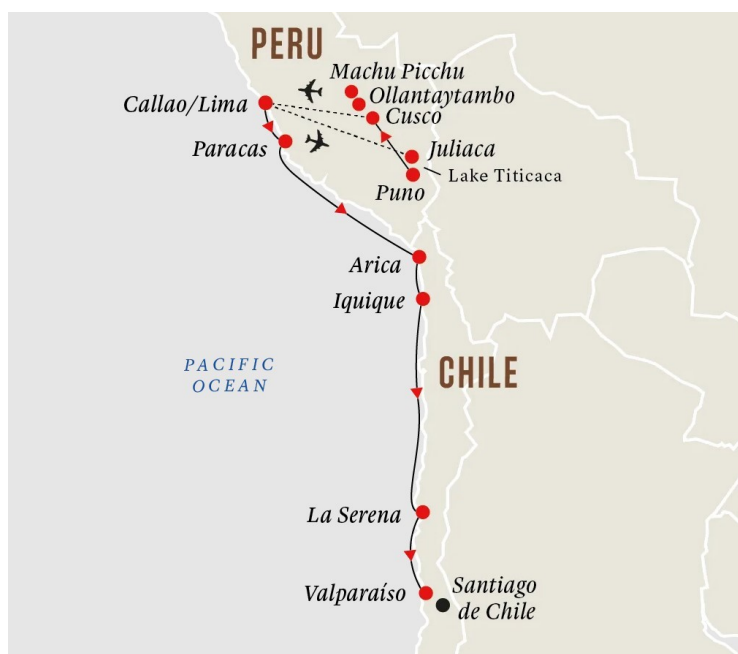 PERU
Machu Picchu
Ollantaytambo
Callao/Lima
Cusco
Paracas
Juliaca
Lake Titicaca
Puno
Arica
Iquique
PACIFIC
OCEAN
CHILE
La Serena
Valparaíso
Santiago
de Chile